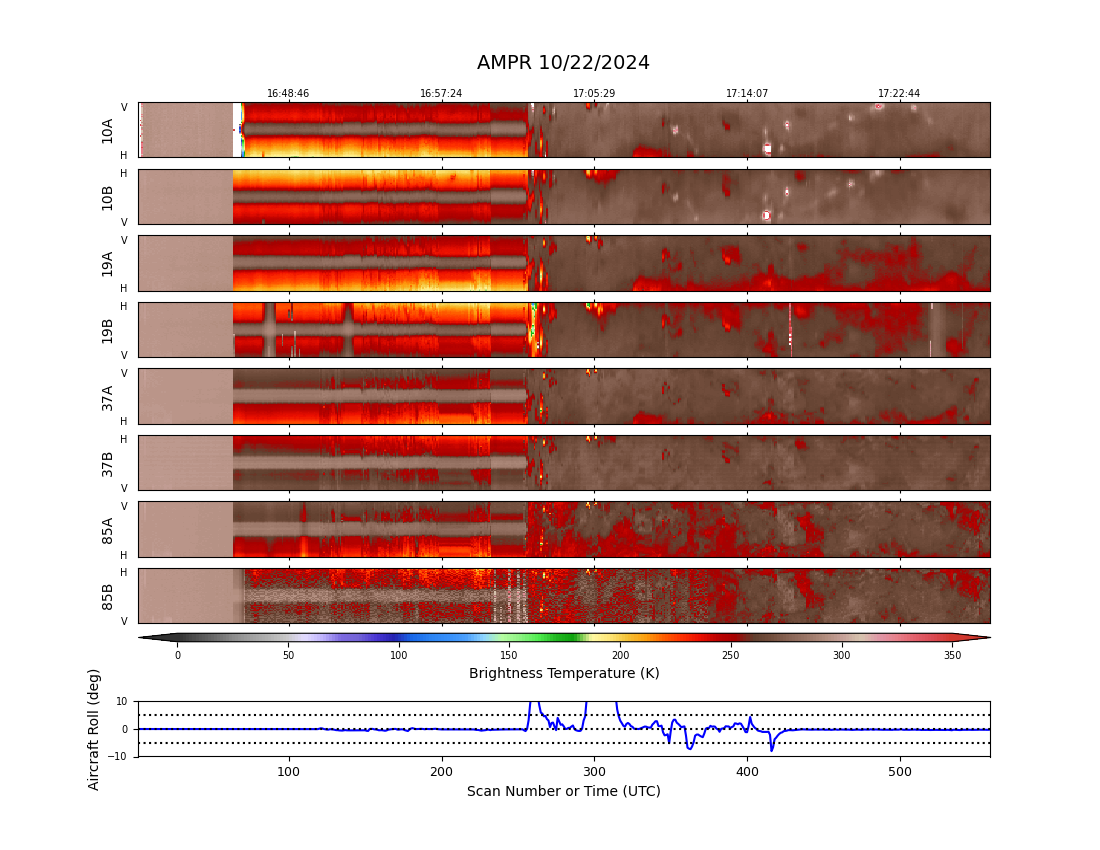 AMPR 10/22/2024
16:48:46 16:57:24 17:05:29 17:14:07 17:22:44
V
10A
H
H
10B
V
V
19A
H
H
19B
V
V
37A
H
H
37B
V
V
85A
H
H
85B
V
0 50 100 150 200 250 300 350
Brightness Temperature (K)
Aircraft Roll (deg)
10
0
−10
100 200 300 400 500
Scan Number or Time (UTC)